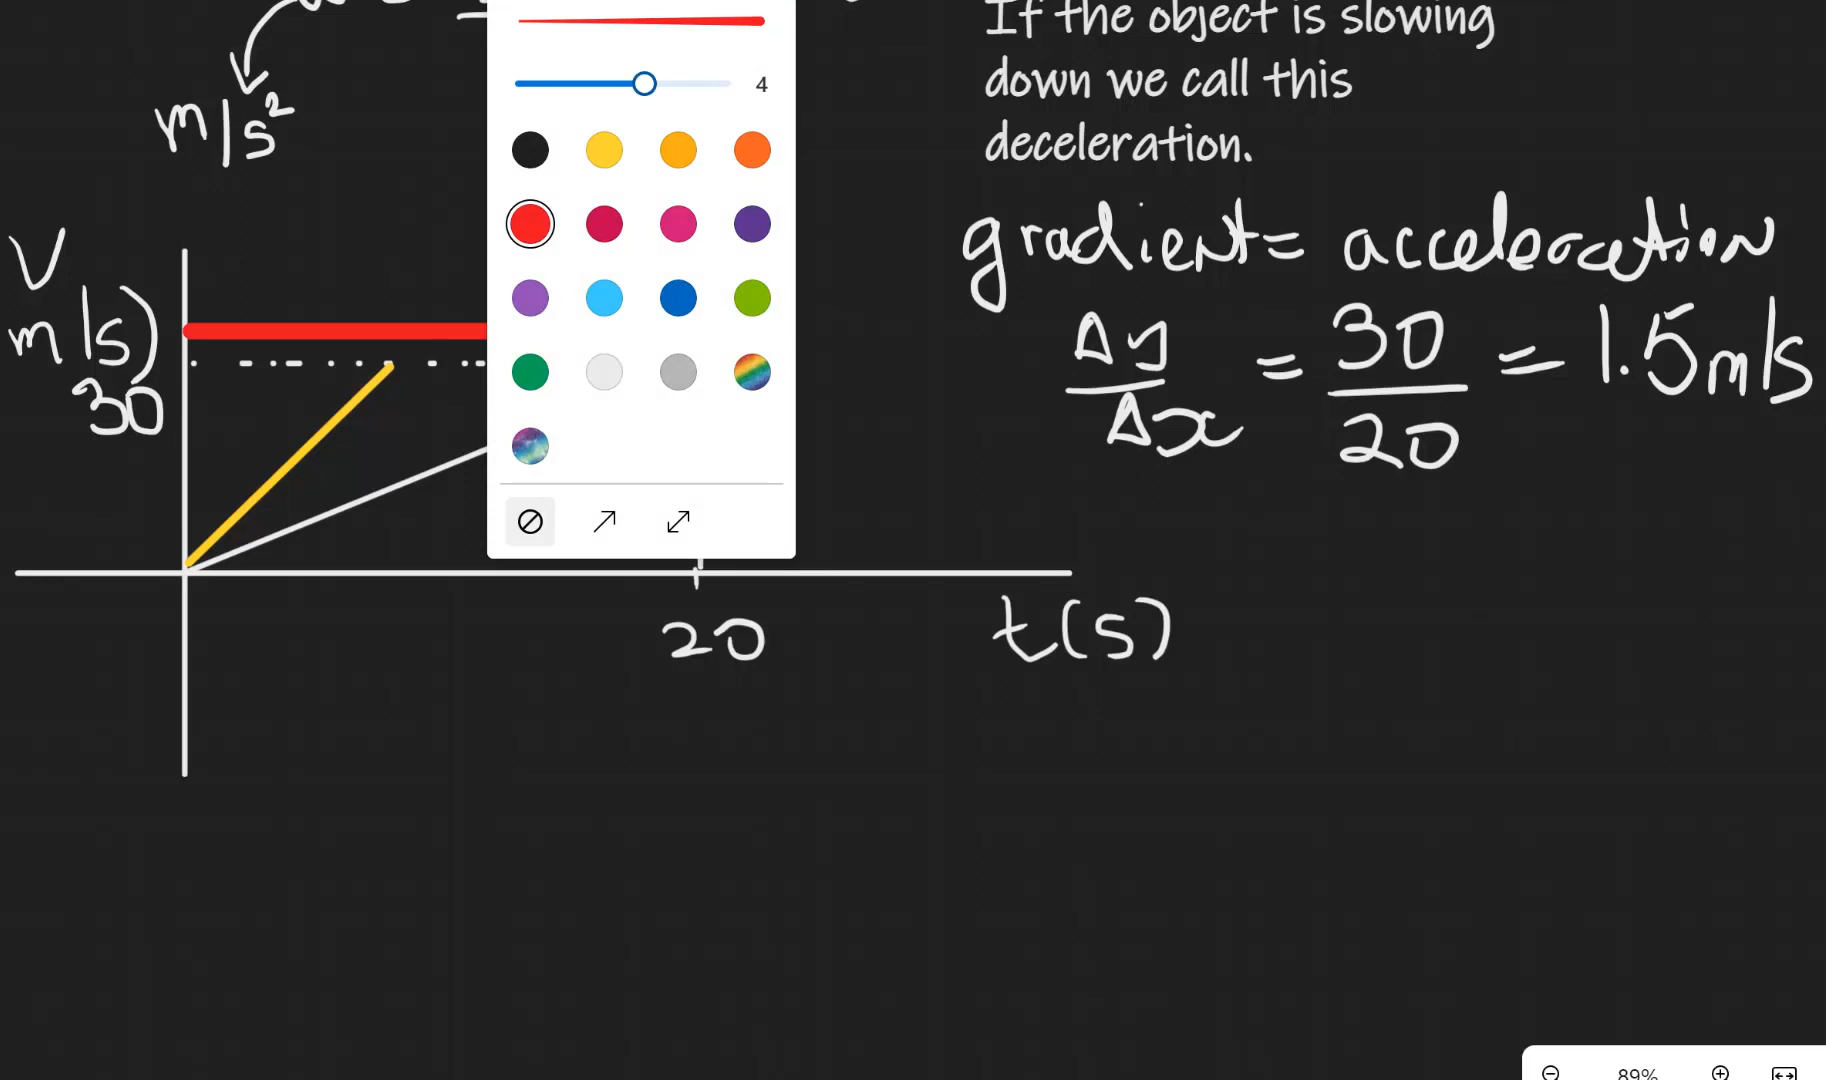 m/s²
4
If the object is slowing
down we call this
deceleration.
gradient = acceleration
V
m/s)
30
Δy/Δx = 30/20 = 1.5m/s
20
t(s)
89%